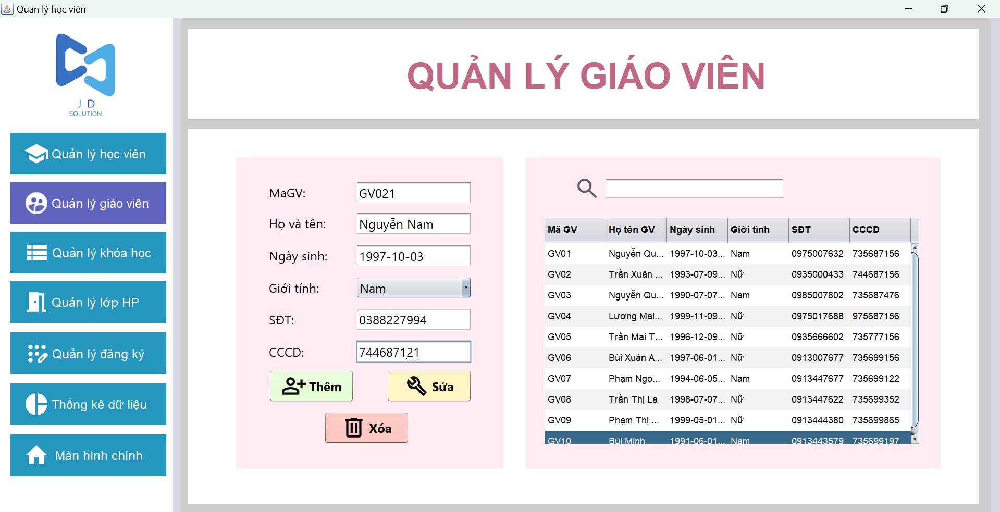 Quản lý học viên
J D
SOLUTION
Quản lý học viên
Quản lý giáo viên
Quản lý khóa học
Quản lý lớp HP
Quản lý đăng ký
Thống kê dữ liệu
Màn hình chính
QUẢN LÝ GIÁO VIÊN
MaGV: GV021
Họ và tên: Nguyễn Nam
Ngày sinh: 1997-10-03
Giới tính: Nam
SĐT: 0388227994
CCCD: 744687121
Thêm Sửa
Xóa
Mã GV Họ tên GV Ngày sinh Giới tính SĐT CCCD
GV01 Nguyễn Qu... 1997-10-03... Nam 0975007632 735687156
GV02 Trần Xuân ... 1993-07-09... Nữ 0935000433 744687156
GV03 Nguyễn Qu... 1990-07-07... Nam 0985007802 735687476
GV04 Lương Mai... 1999-11-09... Nữ 0975017688 975687156
GV05 Trần Mai T... 1996-12-09... Nữ 0935666602 735777156
GV06 Bùi Xuân A... 1997-06-01... Nữ 0913007677 735699156
GV07 Phạm Ngọ... 1994-06-05... Nam 0913447677 735699122
GV08 Trần Thị La 1998-07-07... Nữ 0913447622 735699352
GV09 Phạm Thị ... 1999-05-01... Nữ 0913444380 735699865
GV10 Bùi Minh 1991-06-01... Nam 0913443579 735699197